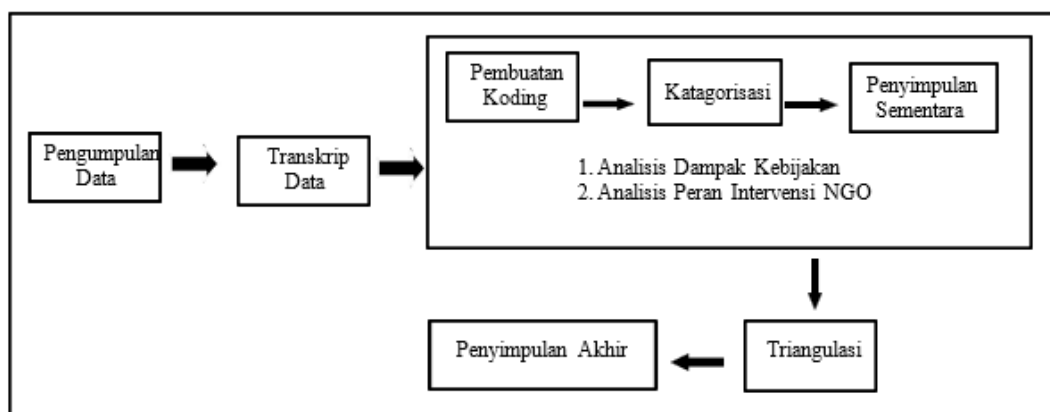 Pengumpulan
Data
Transkrip
Data
Pembuatan
Koding
Katagorisasi
Penyimpulan
Sementara
1. Analisis Dampak Kebijakan
2. Analisis Peran Intervensi NGO
Triangulasi
Penyimpulan Akhir